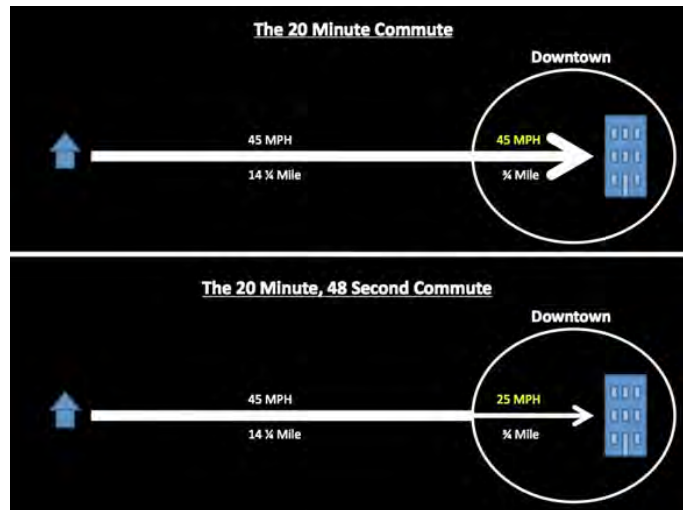 The 20 Minute Commute
Downtown
45 MPH
45 MPH
14 ¼ Mile
¾ Mile
The 20 Minute, 48 Second Commute
Downtown
45 MPH
25 MPH
14 ¼ Mile
¾ Mile